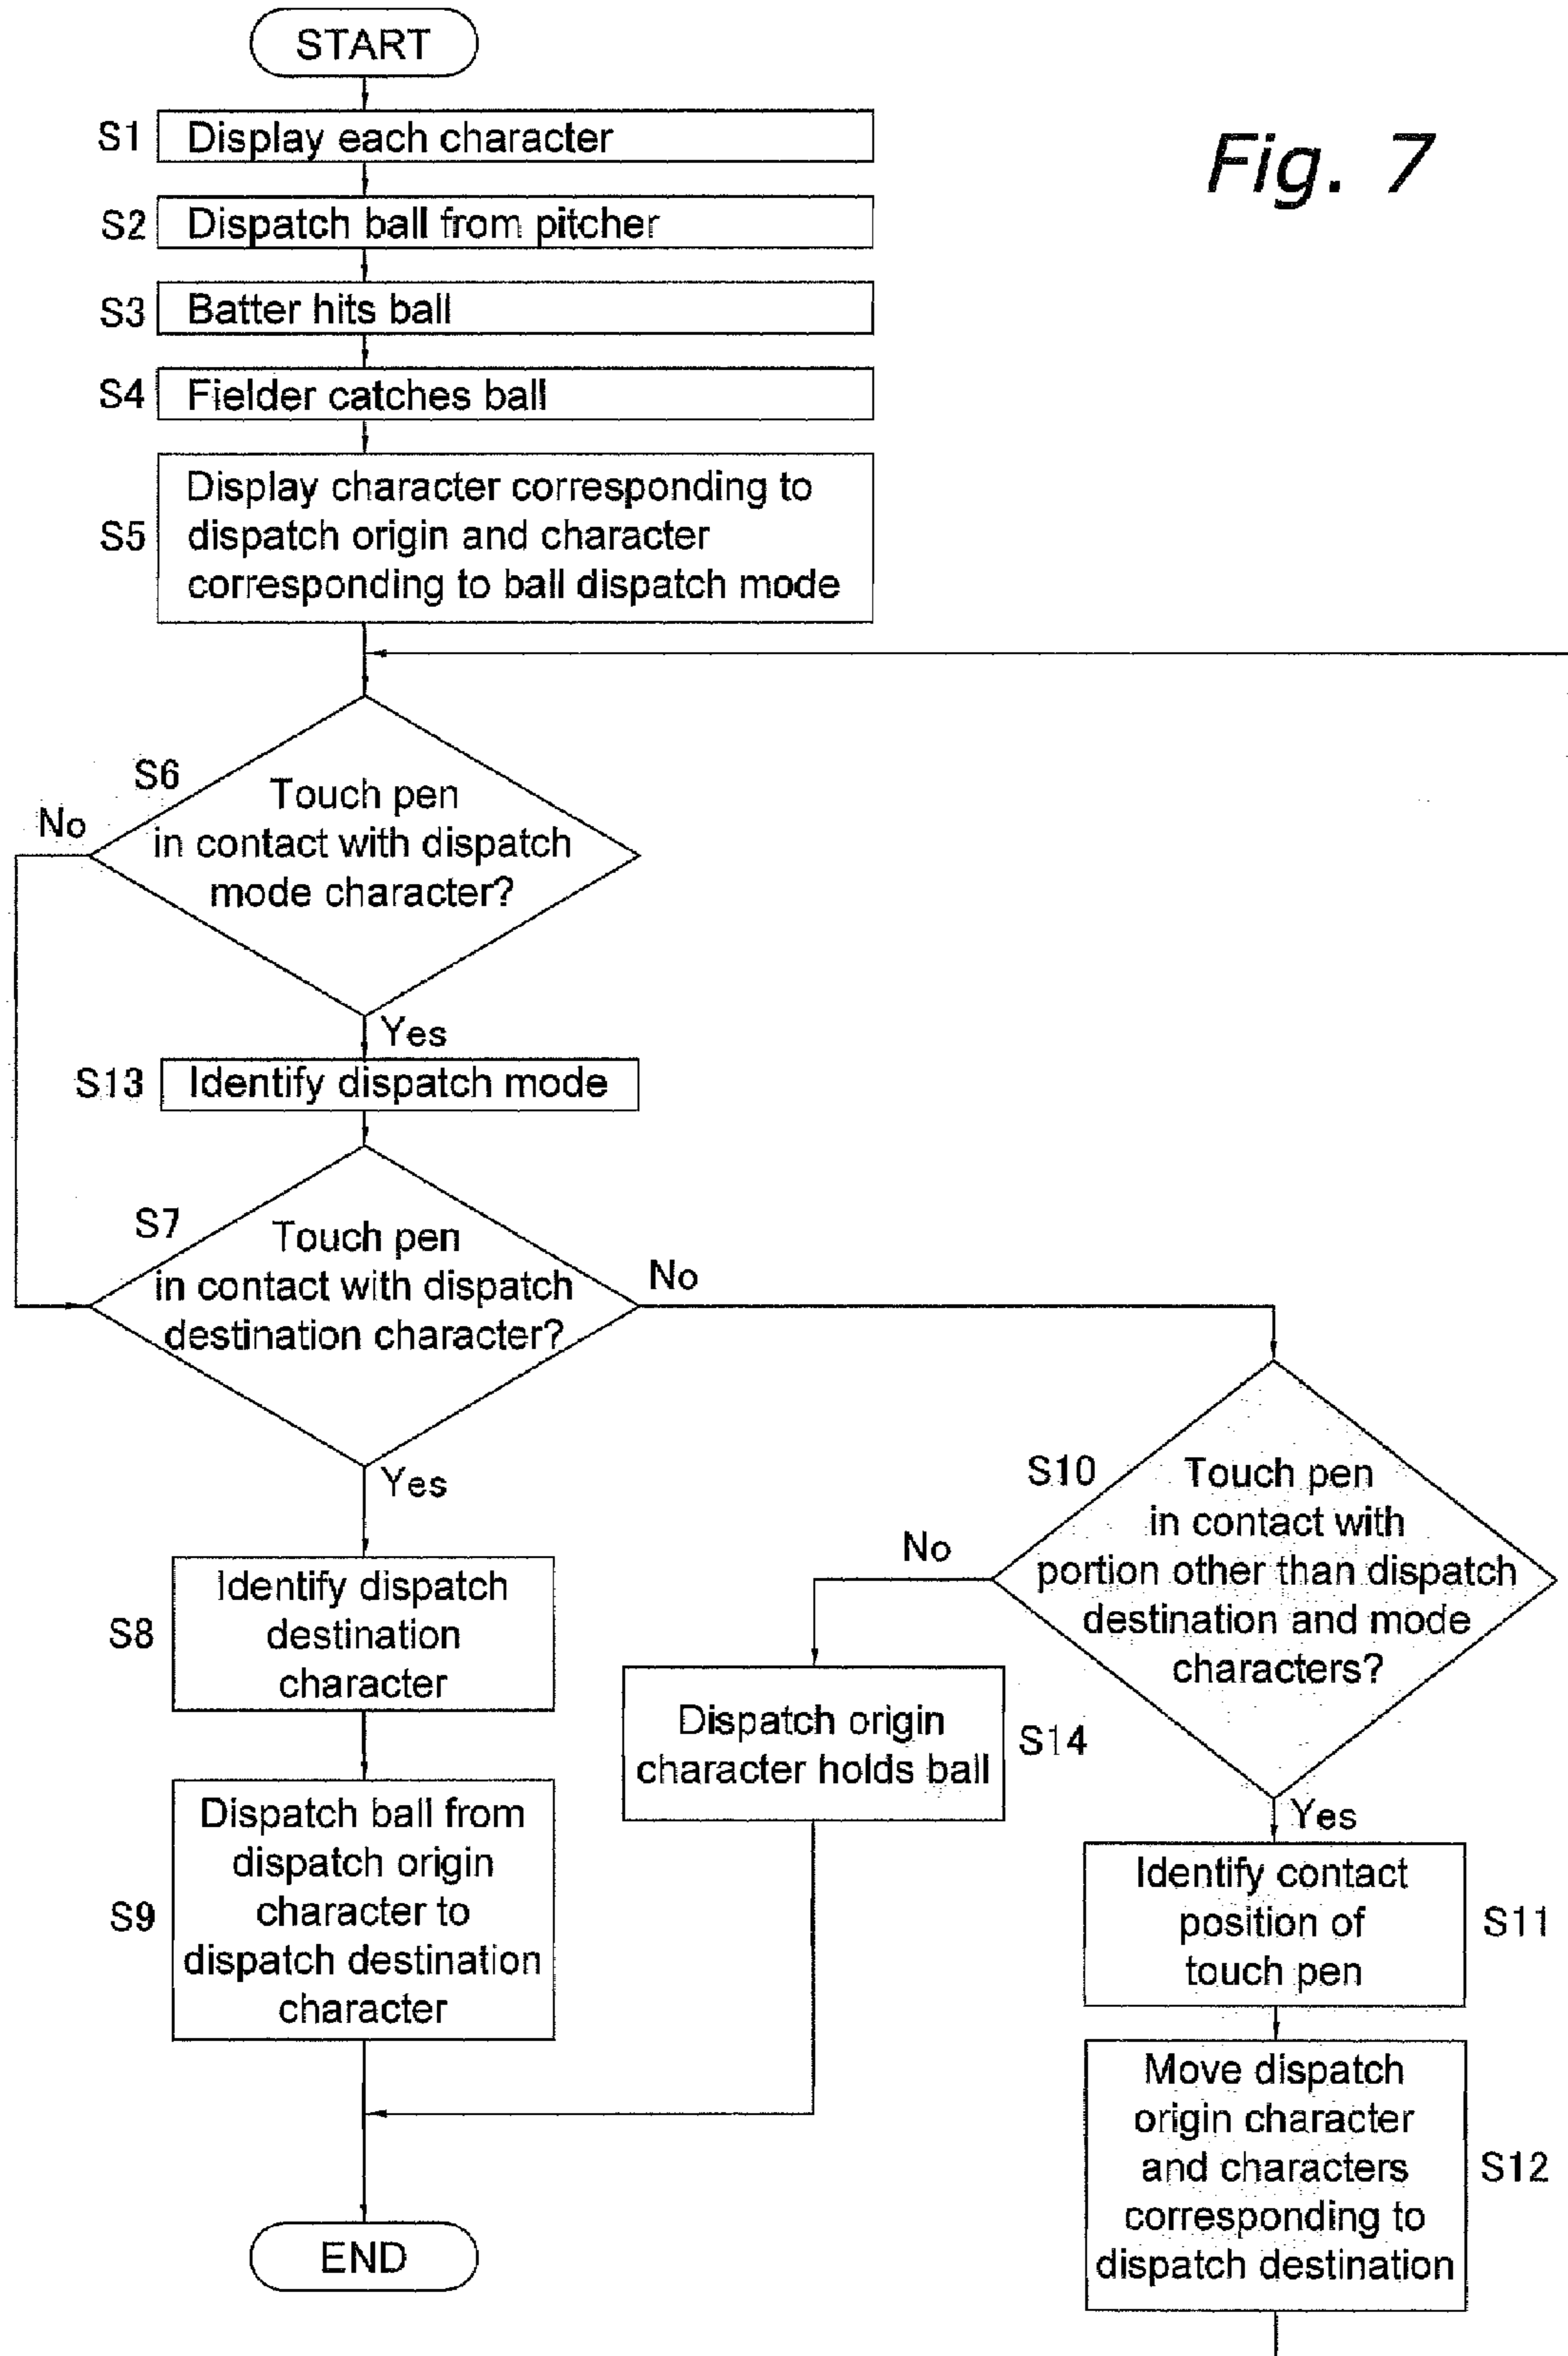 START
Fig. 7
S1
Display each character
S2
Dispatch ball from pitcher
S3
Batter hits ball
S4
Fielder catches ball
S5
Display character corresponding to
dispatch origin and character
corresponding to ball dispatch mode
S6
Touch pen
in contact with dispatch
mode character?
No
Yes
S13
Identify dispatch mode
S7
Touch pen
in contact with dispatch
destination character?
No
Yes
S8
Identify dispatch
destination
character
S9
Dispatch ball from
dispatch origin
character to
dispatch destination
character
S10
Touch pen
in contact with
portion other than dispatch
destination and mode
characters?
No
Dispatch origin
character holds ball
S14
Yes
Identify contact
position of
touch pen
S11
Move dispatch
origin character
and characters
corresponding to
dispatch destination
S12
END